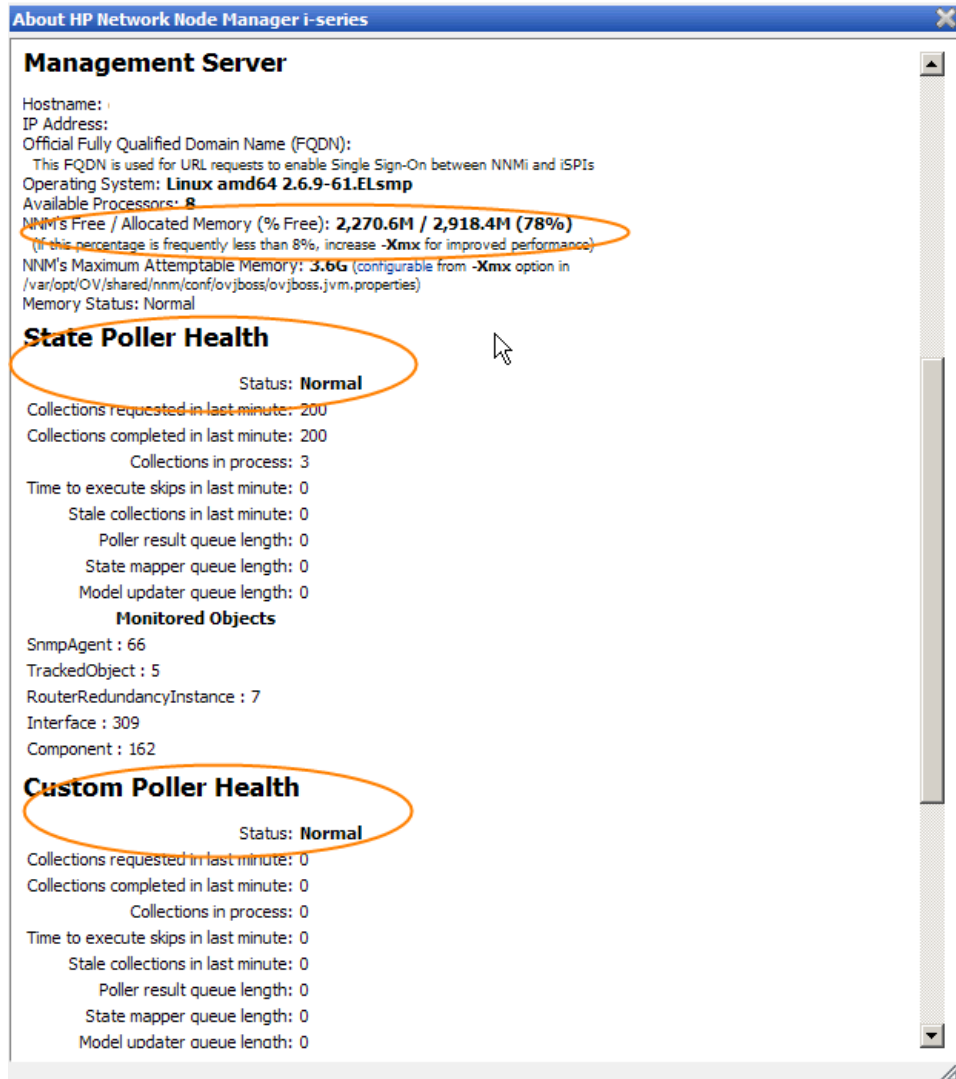 About HP Network Node Manager i-series
Management Server
Hostname:
IP Address:
Official Fully Qualified Domain Name (FQDN):
This FQDN is used for URL requests to enable Single Sign-On between NNMi and iSPIs
Operating System: Linux amd64 2.6.9-61.ELsmp
Available Processors: 8
NNM's Free / Allocated Memory (% Free): 2,270.6M / 2,918.4M (78%)
(If this percentage is frequently less than 8%, increase -Xmx for improved performance)
NNM's Maximum Attemptable Memory: 3.6G (configurable from -Xmx option in
/var/opt/OV/shared/nnm/conf/ovjboss/ovjboss.jvm.properties)
Memory Status: Normal
State Poller Health
Status: Normal
Collections requested in last minute: 200
Collections completed in last minute: 200
Collections in process: 3
Time to execute skips in last minute: 0
Stale collections in last minute: 0
Poller result queue length: 0
State mapper queue length: 0
Model updater queue length: 0
Monitored Objects
SnmpAgent : 66
TrackedObject : 5
RouterRedundancyInstance : 7
Interface : 309
Component : 162
Custom Poller Health
Status: Normal
Collections requested in last minute: 0
Collections completed in last minute: 0
Collections in process: 0
Time to execute skips in last minute: 0
Stale collections in last minute: 0
Poller result queue length: 0
State mapper queue length: 0
Model updater queue length: 0